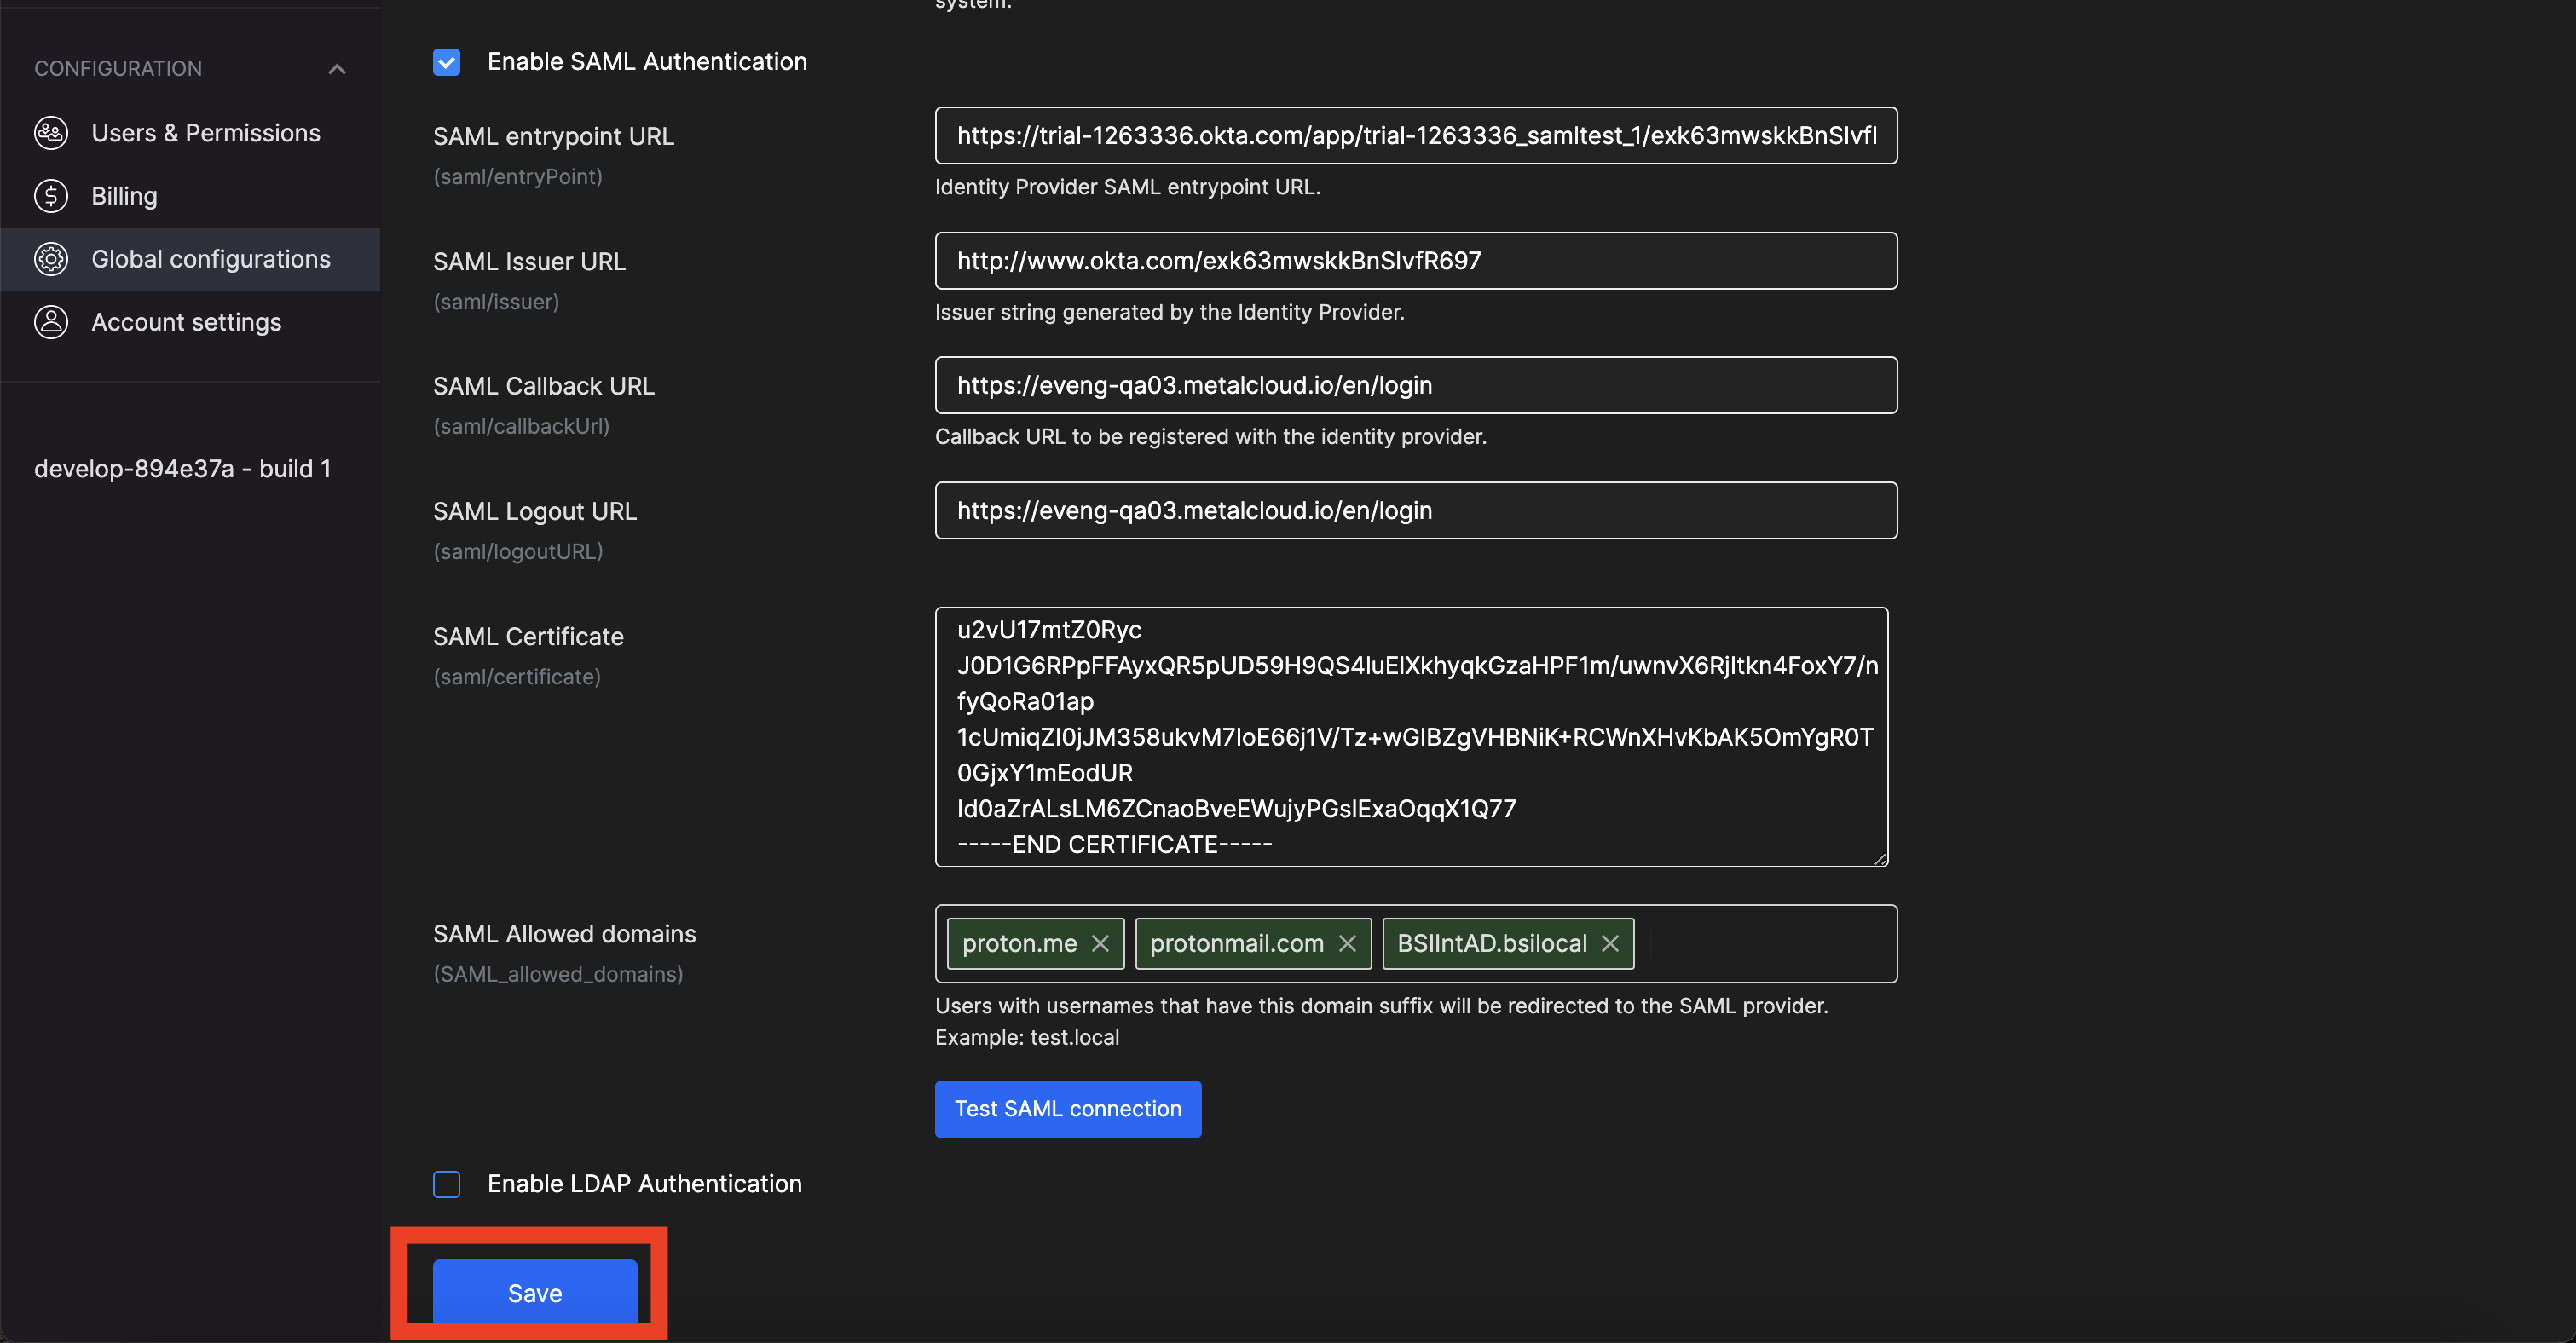 system.
CONFIGURATION
Users & Permissions
Billing
Global configurations
Account settings
develop-894e37a - build 1
Enable SAML Authentication
SAML entrypoint URL
(saml/entryPoint)
https://trial-1263336.okta.com/app/trial-1263336_samltest_1/exk63mwskkBnSlvfI
Identity Provider SAML entrypoint URL.
SAML Issuer URL
(saml/issuer)
http://www.okta.com/exk63mwskkBnSlvfR697
Issuer string generated by the Identity Provider.
SAML Callback URL
(saml/callbackUrl)
https://eveng-qa03.metalcloud.io/en/login
Callback URL to be registered with the identity provider.
SAML Logout URL
(saml/logoutURL)
https://eveng-qa03.metalcloud.io/en/login
SAML Certificate
(saml/certificate)
u2vU17mtZ0Ryc
J0D1G6RPpFFAyxQR5pUD59H9QS4luElXkhyqkGzaHPF1m/uwnvX6RjItkn4FoxY7/n
fyQoRa01ap
1cUmiqZI0jJM358ukvM7IoE66j1V/Tz+wGlBZgVHBNiK+RCWnXHvKbAK5OmYgR0T
0GjxY1mEodUR
ld0aZrALsLM6ZCnaoBveEWujyPGslExaOqqX1Q77
-----END CERTIFICATE-----
SAML Allowed domains
(SAML_allowed_domains)
proton.me
protonmail.com
BSIIntAD.bsilocal
Users with usernames that have this domain suffix will be redirected to the SAML provider.
Example: test.local
Test SAML connection
Enable LDAP Authentication
Save